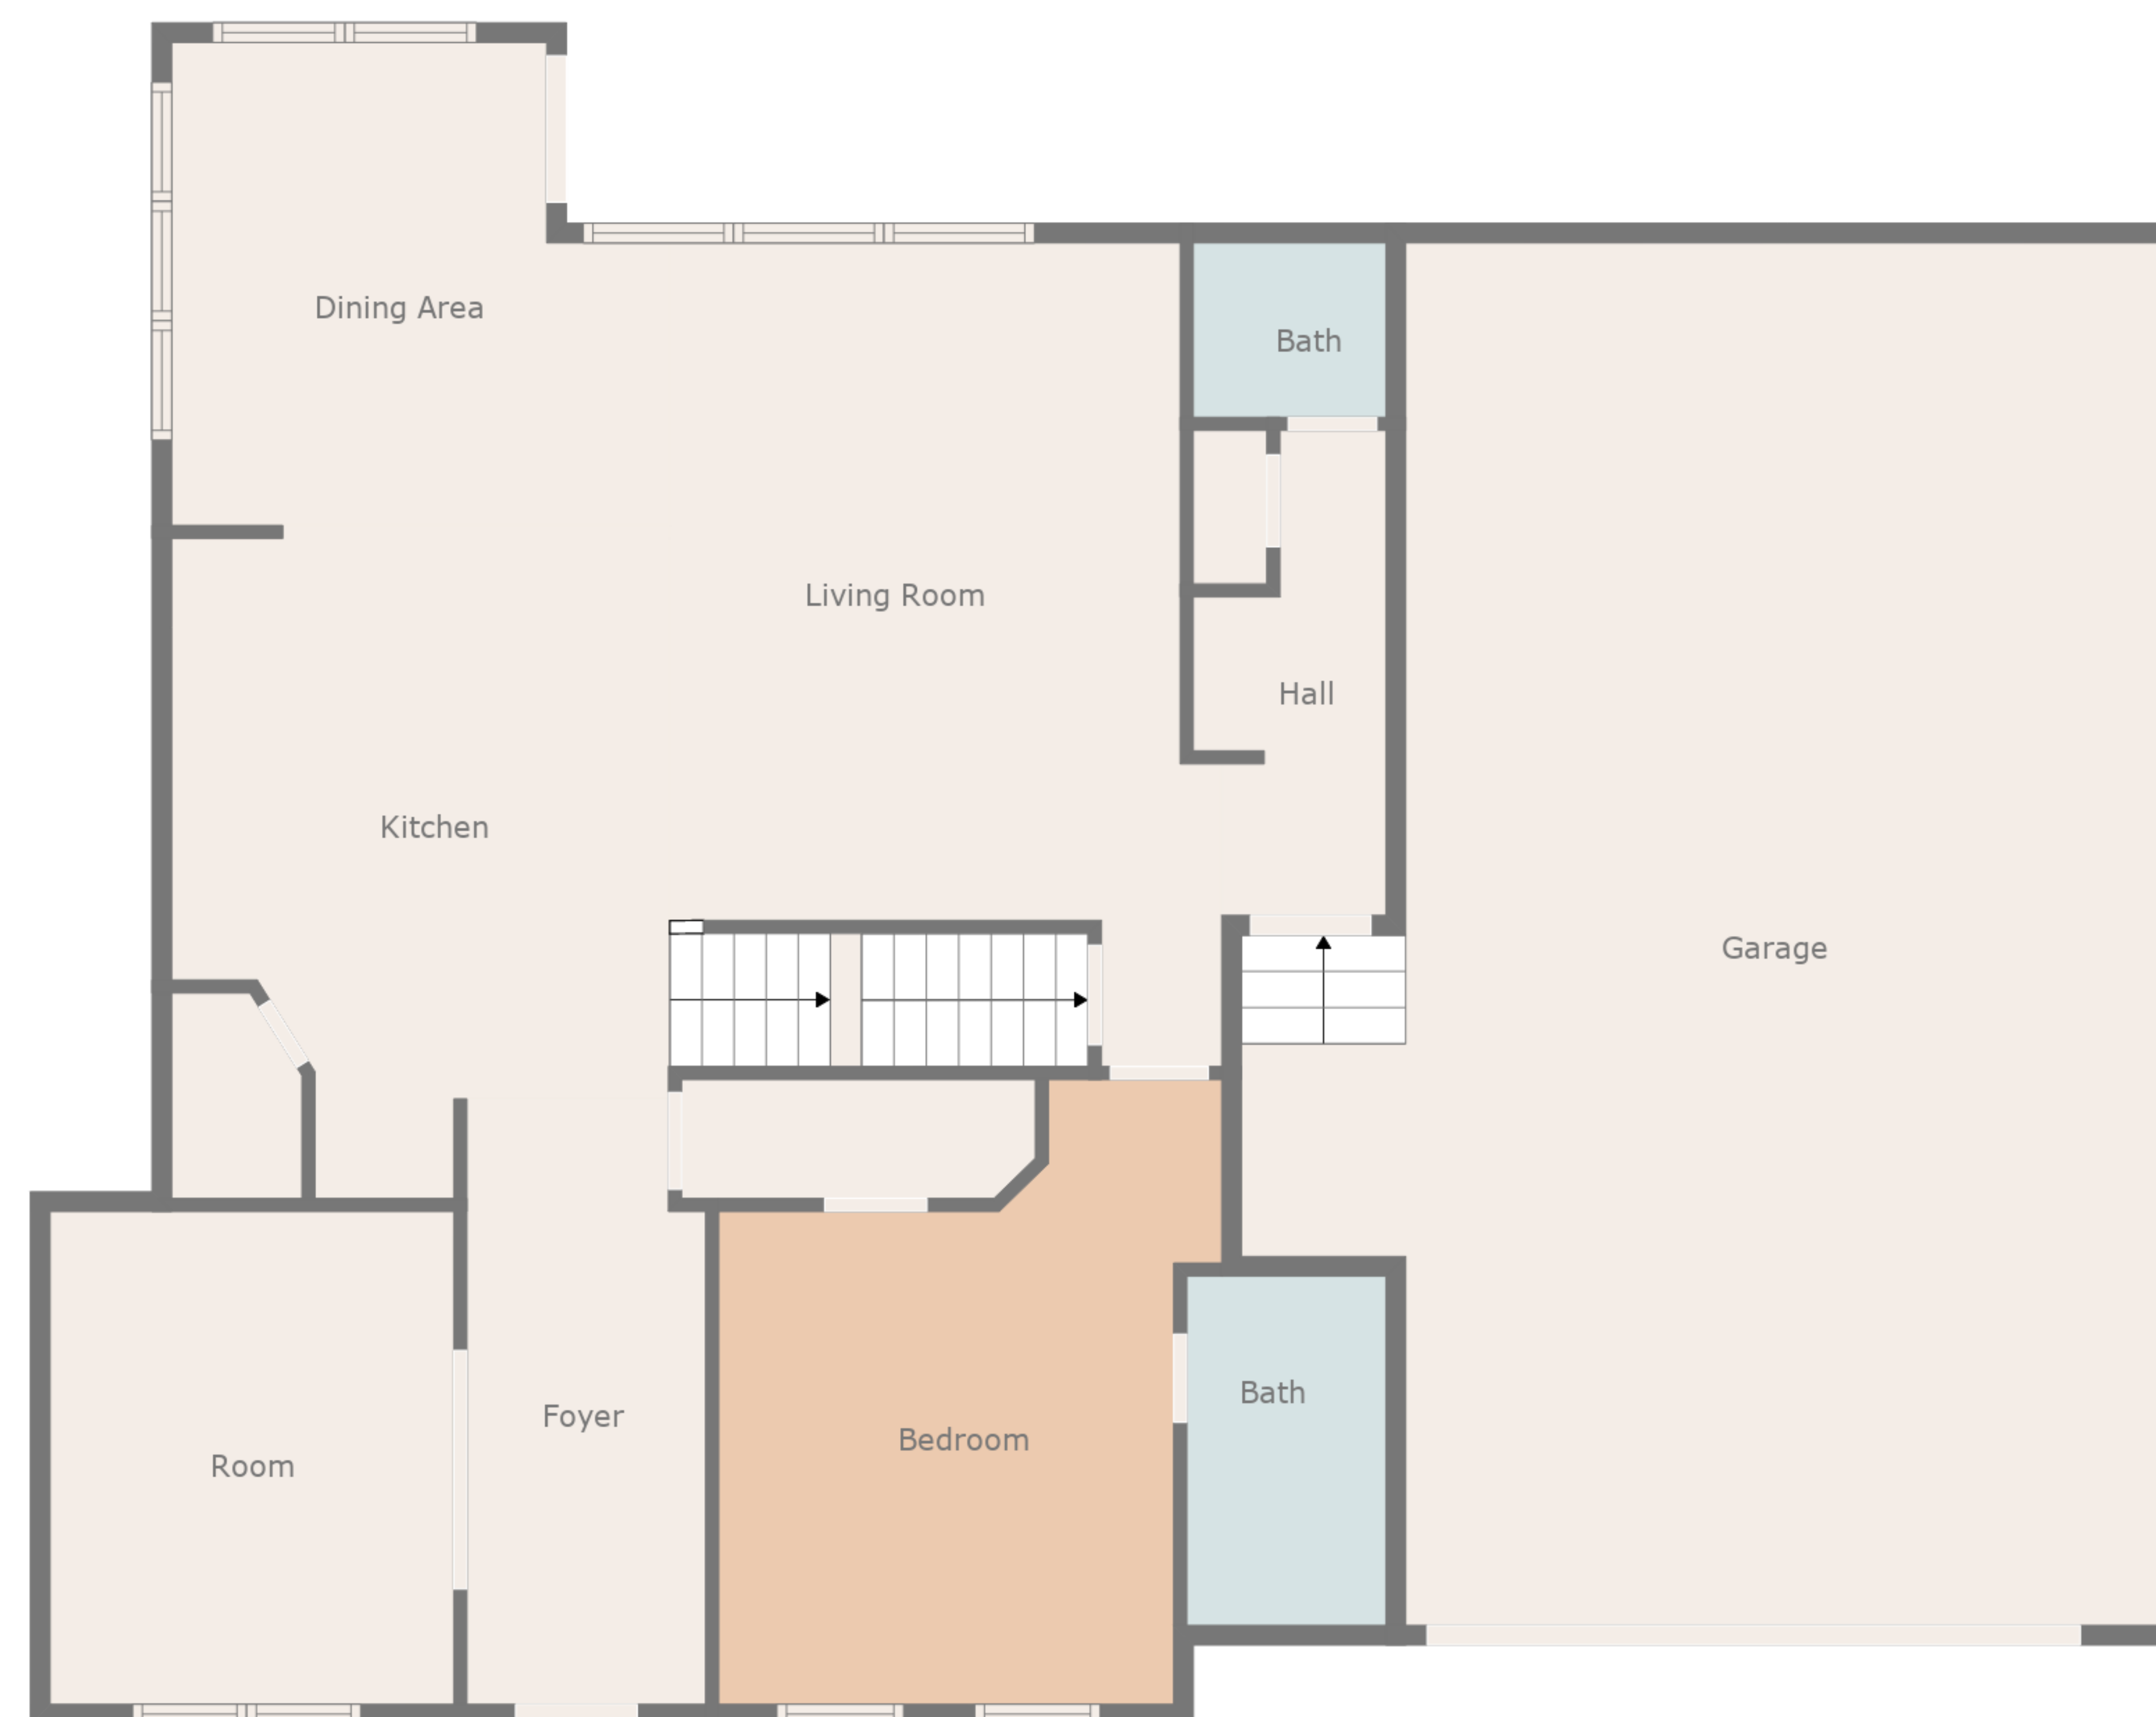 Dining Area
Bath
Living Room
Hall
Kitchen
Garage
Bath
Foyer
Bedroom
Room